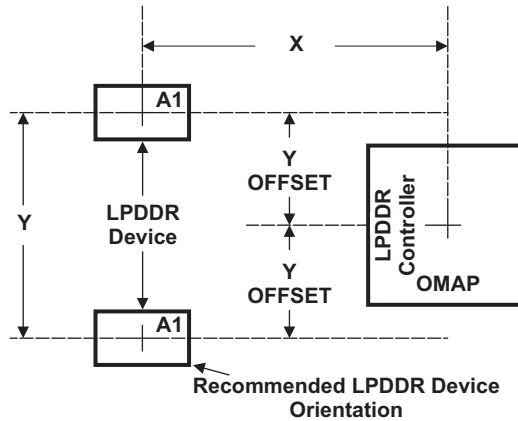 X
A1
Y
OFFSET
Y
LPDDR
Device
LPDDR
Controller
OMAP
Y
OFFSET
A1
Recommended LPDDR Device
Orientation